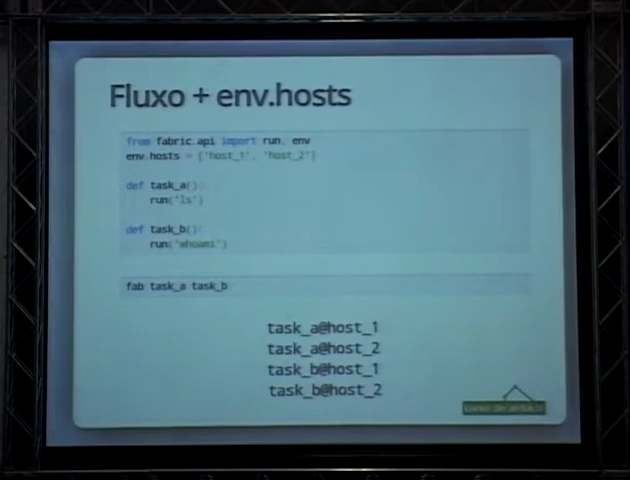 Fluxo + env.hosts
from fabric.api import run, env
env.hosts = ['host_1', 'host_2']
def task_a():
run('ls')
def task_b():
run('whoami')
fab task_a task_b
task_a@host_1
task_a@host_2
task_b@host_1
task_b@host_2